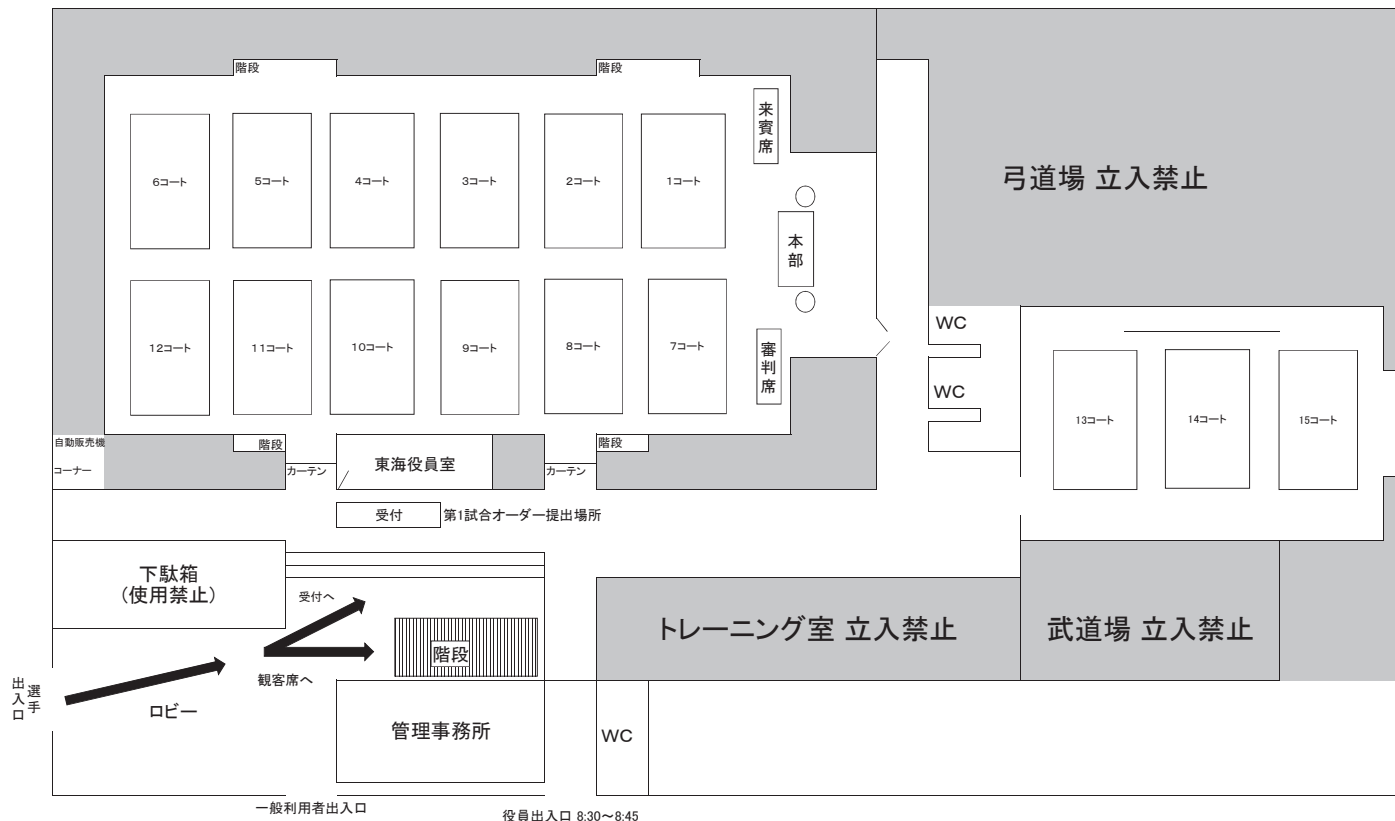 階段
階段
来賓席
6コート
5コート
4コート
3コート
2コート
1コート
弓道場 立入禁止
本部
WC
12コート
11コート
10コート
9コート
8コート
7コート
審判席
WC
13コート
14コート
15コート
自動販売機
コーナー
階段
カーテン
東海役員室
カーテン
階段
受付
第1試合オーダー提出場所
下駄箱
(使用禁止)
受付へ
階段
観客席へ
トレーニング室 立入禁止
武道場 立入禁止
選手
出入口
ロビー
管理事務所
WC
一般利用者出入口
役員出入口 8:30～8:45